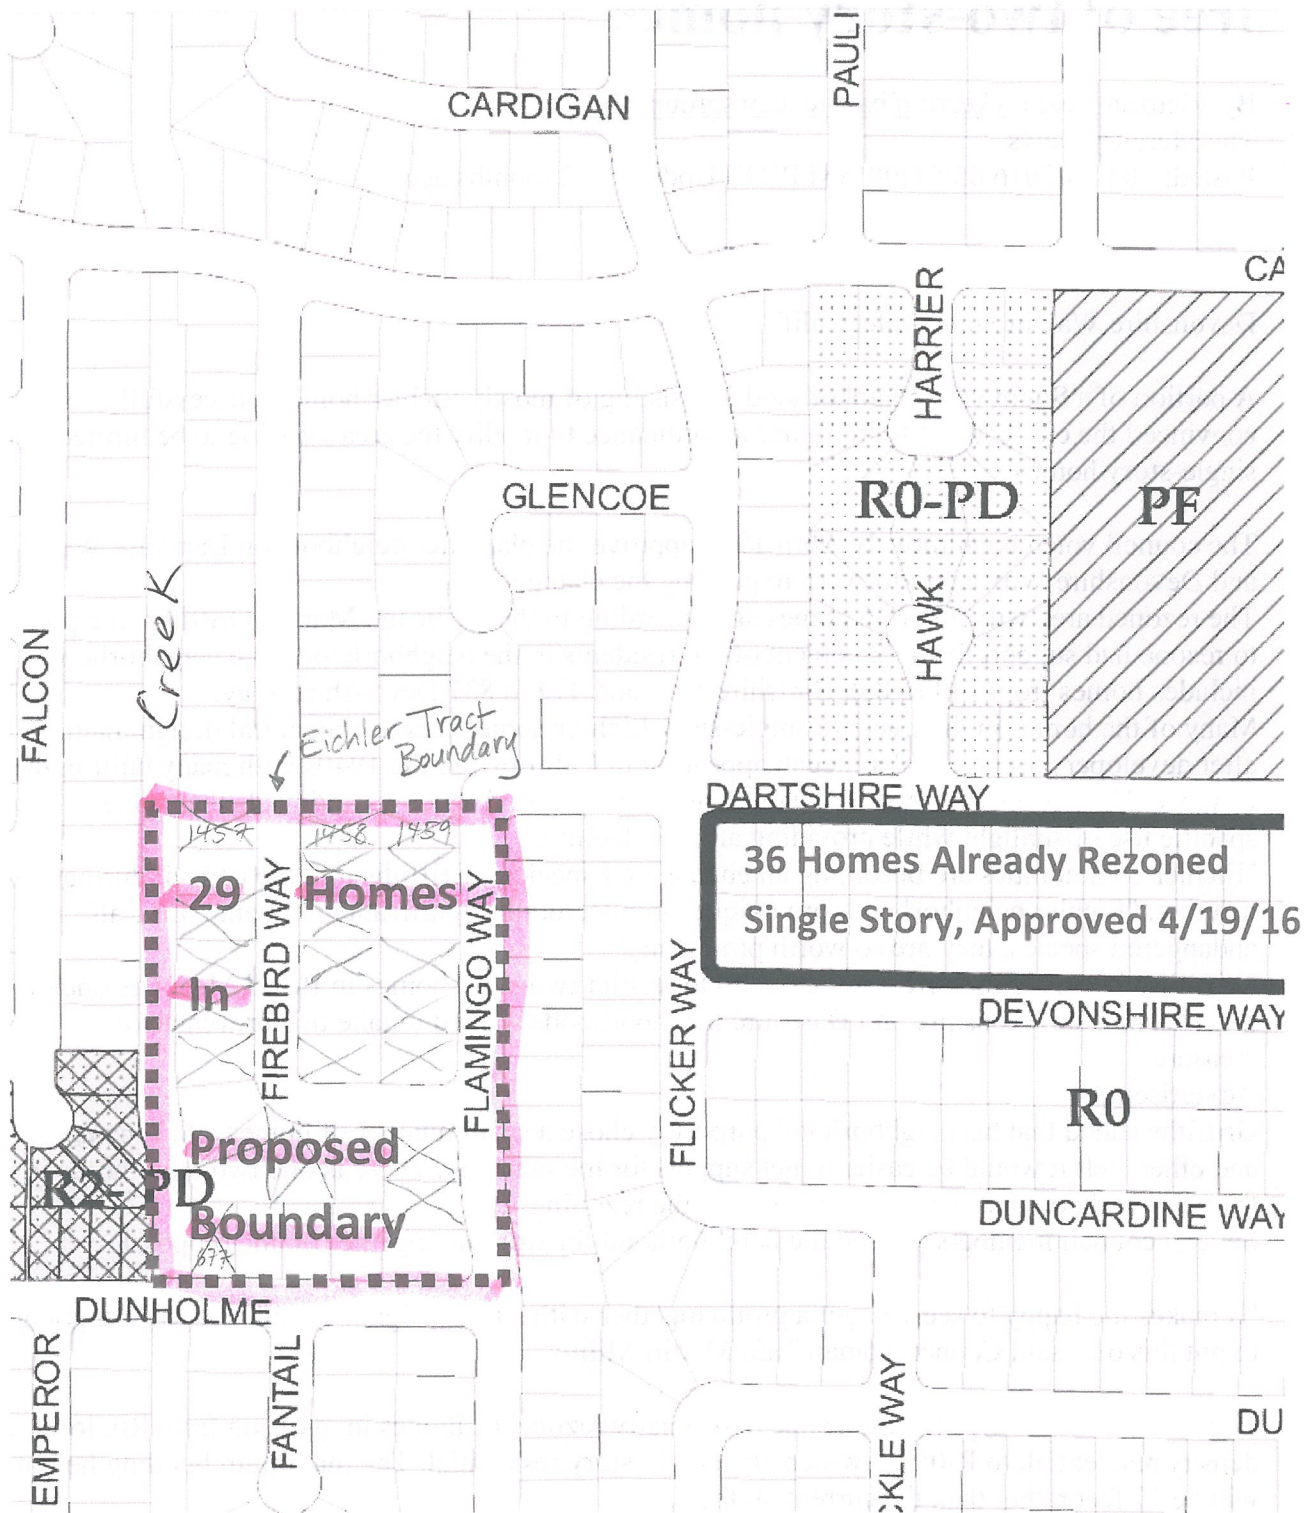 CARDIGAN
PAULI
CA
HARRIER
GLENCOE
R0-PD
PF
HAWK
FALCON
Creek
Eichler Tract
Boundary
DARTSHIRE WAY
1457 1458 1459
36 Homes Already Rezoned
Single Story, Approved 4/19/16
29 Homes
In
FIREBIRD WAY
FLAMINGO WAY
FLICKER WAY
DEVONSHIRE WAY
R0
Proposed
Boundary
R2- PD
677
DUNCARDINE WAY
DUNHOLME
EMPEROR
FANTAIL
CKLE WAY
DU